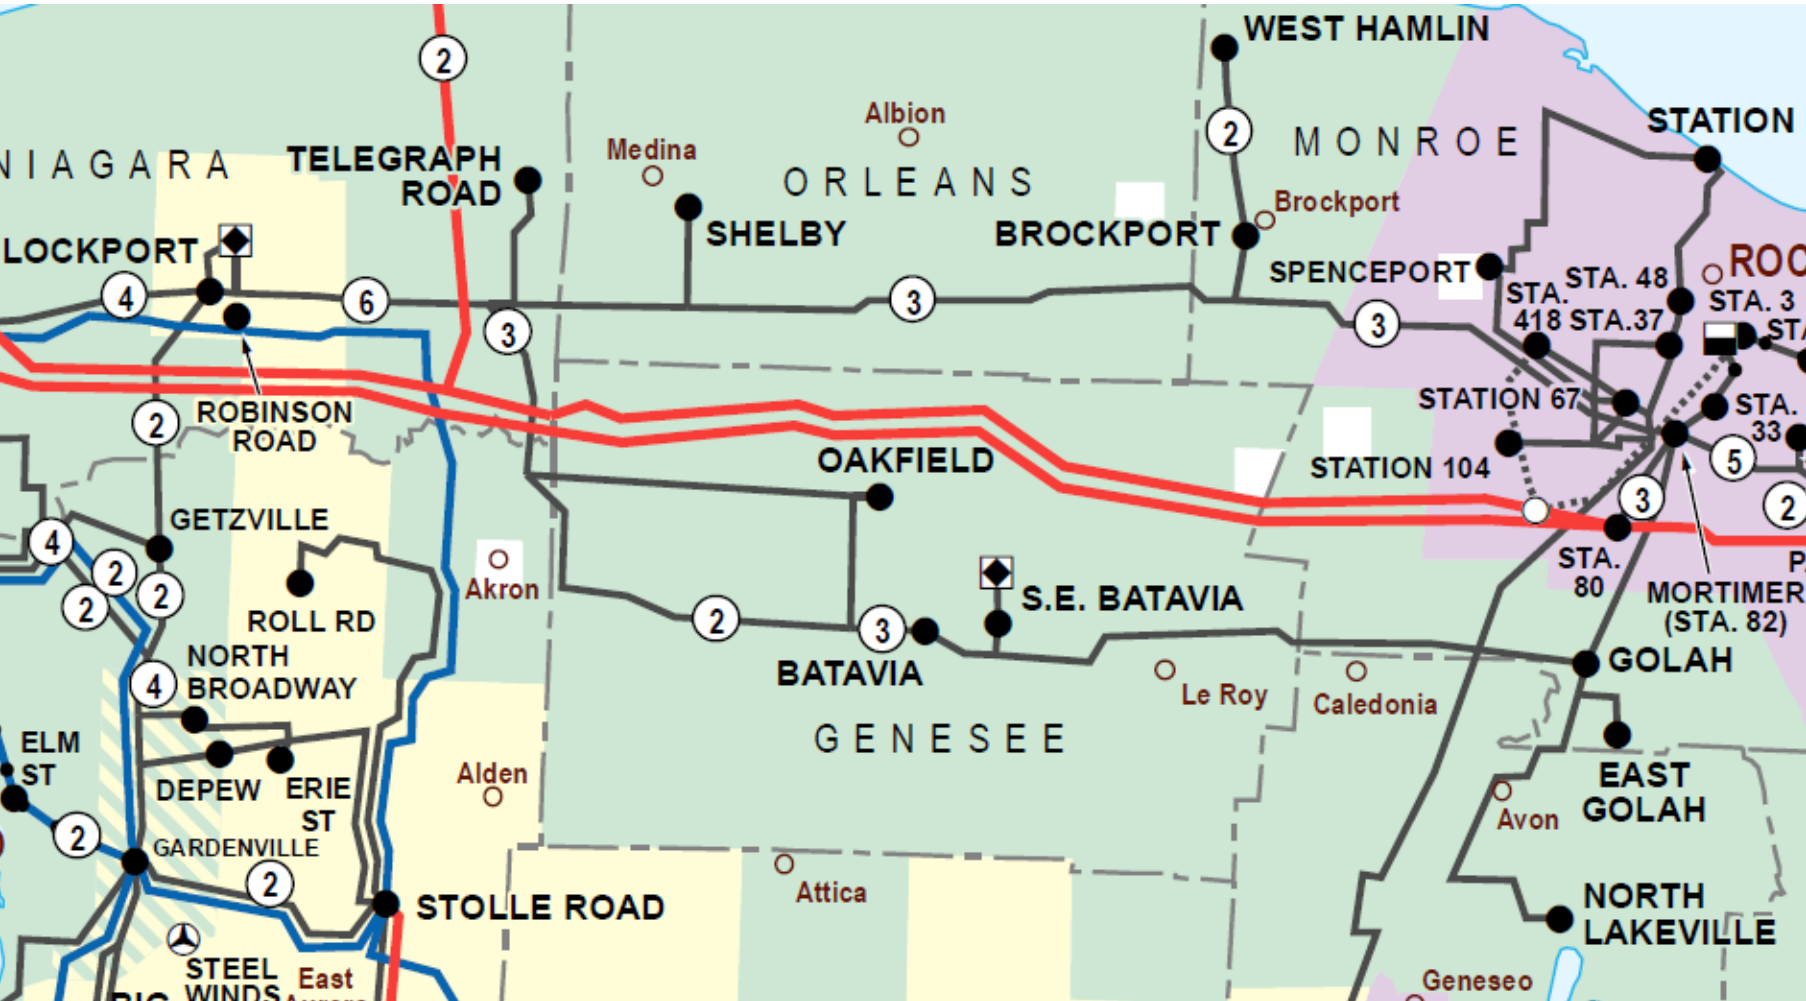 WEST HAMLIN
2
STATION
Albion
2
MONROE
Medina
NIAGARA
TELEGRAPH
ROAD
ORLEANS
Brockport
LOCKPORT
SHELBY
BROCKPORT
SPENCEPORT
STA. 48
STA.
418
STA.37
STA. 3
4
6
3
3
3
ROBINSON
ROAD
2
STATION 67
STA.
33
OAKFIELD
STATION 104
5
3
2
GETZVILLE
4
2
2
2
Akron
ROLL RD
S.E. BATAVIA
STA.
80
MORTIMER
(STA. 82)
2
3
NORTH
BROADWAY
4
BATAVIA
GOLAH
Le Roy
Caledonia
GENESEE
ELM
ST
DEPEW
ERIE
ST
Alden
EAST
GOLAH
Avon
2
GARDENVILLE
2
Attica
STOLLE ROAD
NORTH
LAKEVILLE
STEEL
WINDS
East
Geneseo